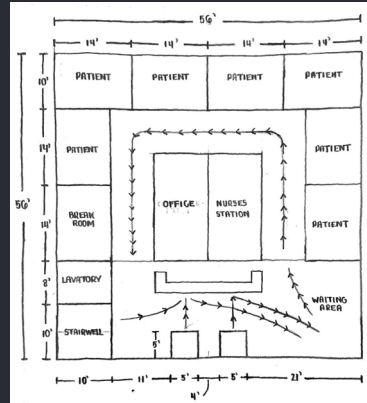 56'
14' 14' 14' 14'
10' PATIENT PATIENT PATIENT PATIENT
14' PATIENT
56' OFFICE NURSES
STATION
BREAK
ROOM
14' PATIENT
8' LAVATORY
WAITING
AREA
10' STAIRWELL
5'
10' 11' 5' 5' 21'
4'